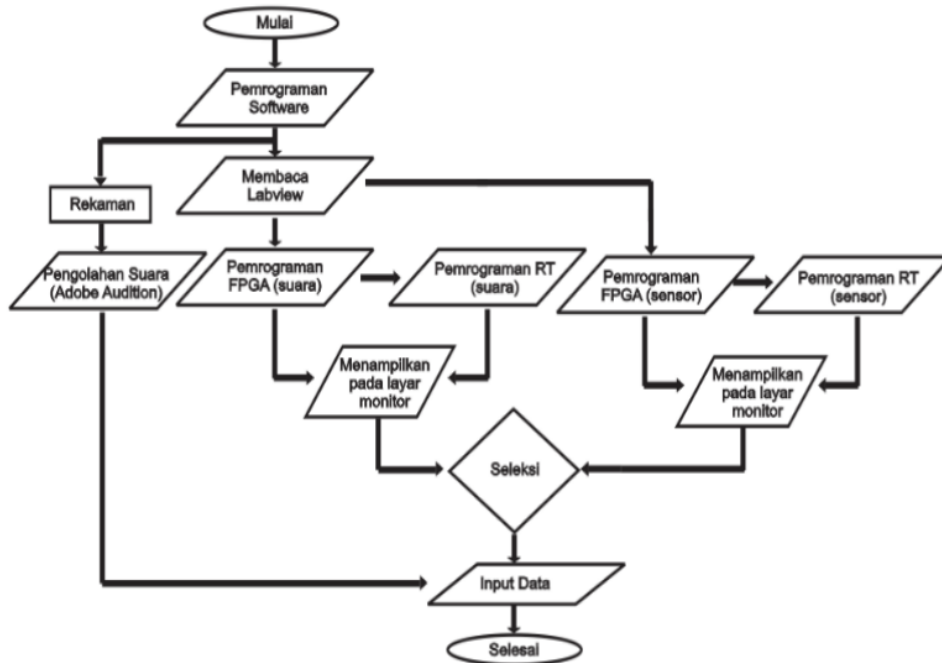 Mulai
Pemrograman
Software
Membaca
Labview
Rekaman
Pengolahan Suara
(Adobe Audition)
Pemrograman
FPGA (suara)
Pemrograman RT
(suara)
Pemrograman
FPGA (sensor)
Pemrograman RT
(sensor)
Menampilkan
pada layar
monitor
Menampilkan
pada layar
monitor
Seleksi
Input Data
Selesai